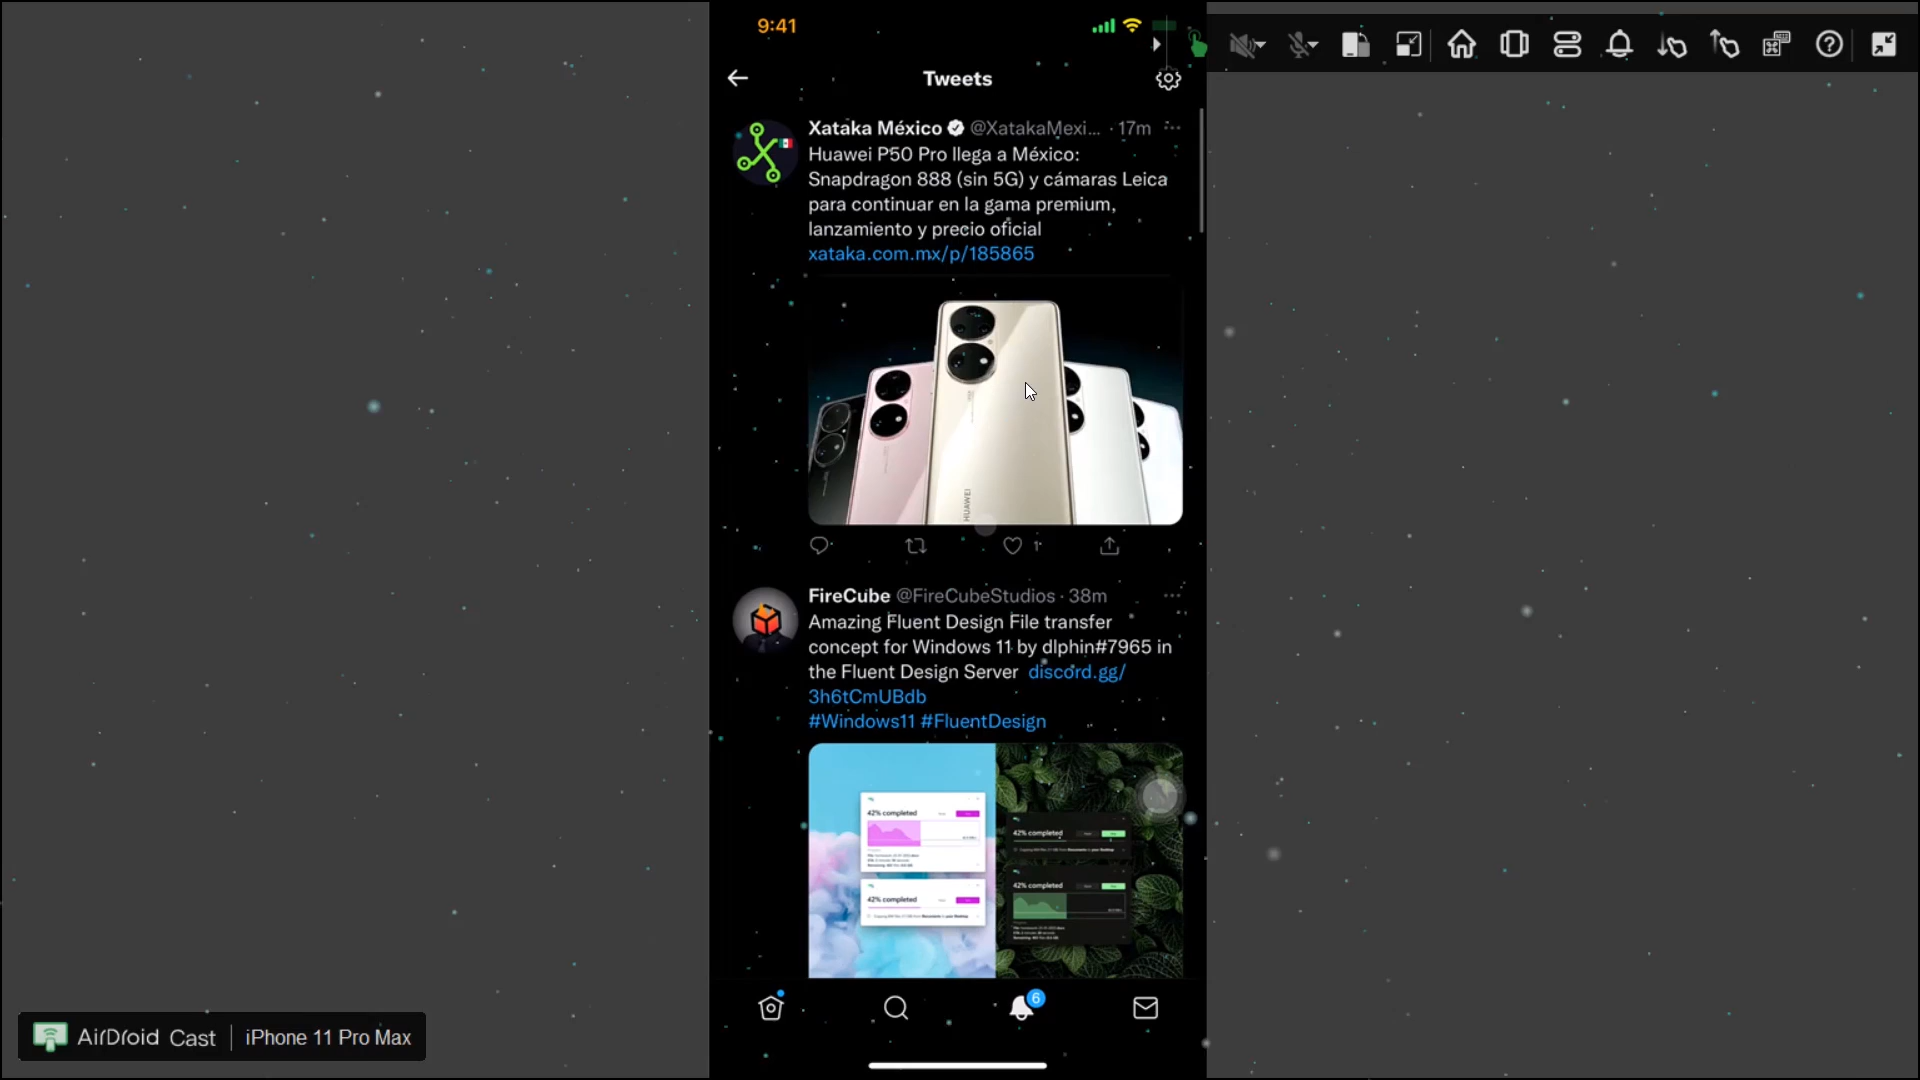 9:41
Tweets
Xataka México @XatakaMexi... · 17m
Huawei P50 Pro llega a México:
Snapdragon 888 (sin 5G) y cámaras Leica
para continuar en la gama premium,
lanzamiento y precio oficial
xataka.com.mx/p/185865
HUAWEI
1
FireCube @FireCubeStudios · 38m
Amazing Fluent Design File transfer
concept for Windows 11 by dlphin#7965 in
the Fluent Design Server discord.gg/
3h6tCmUBdb
#Windows11 #FluentDesign
42% completed
42% completed
42% completed
42% completed
6
AirDroid Cast | iPhone 11 Pro Max